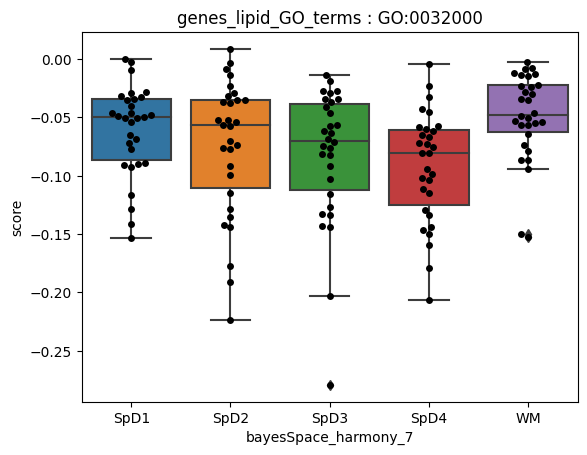 genes_lipid_GO_terms : GO:0032000
0.00
−0.05
−0.10
−0.15
−0.20
−0.25
score
SpD1 SpD2 SpD3 SpD4 WM
bayesSpace_harmony_7